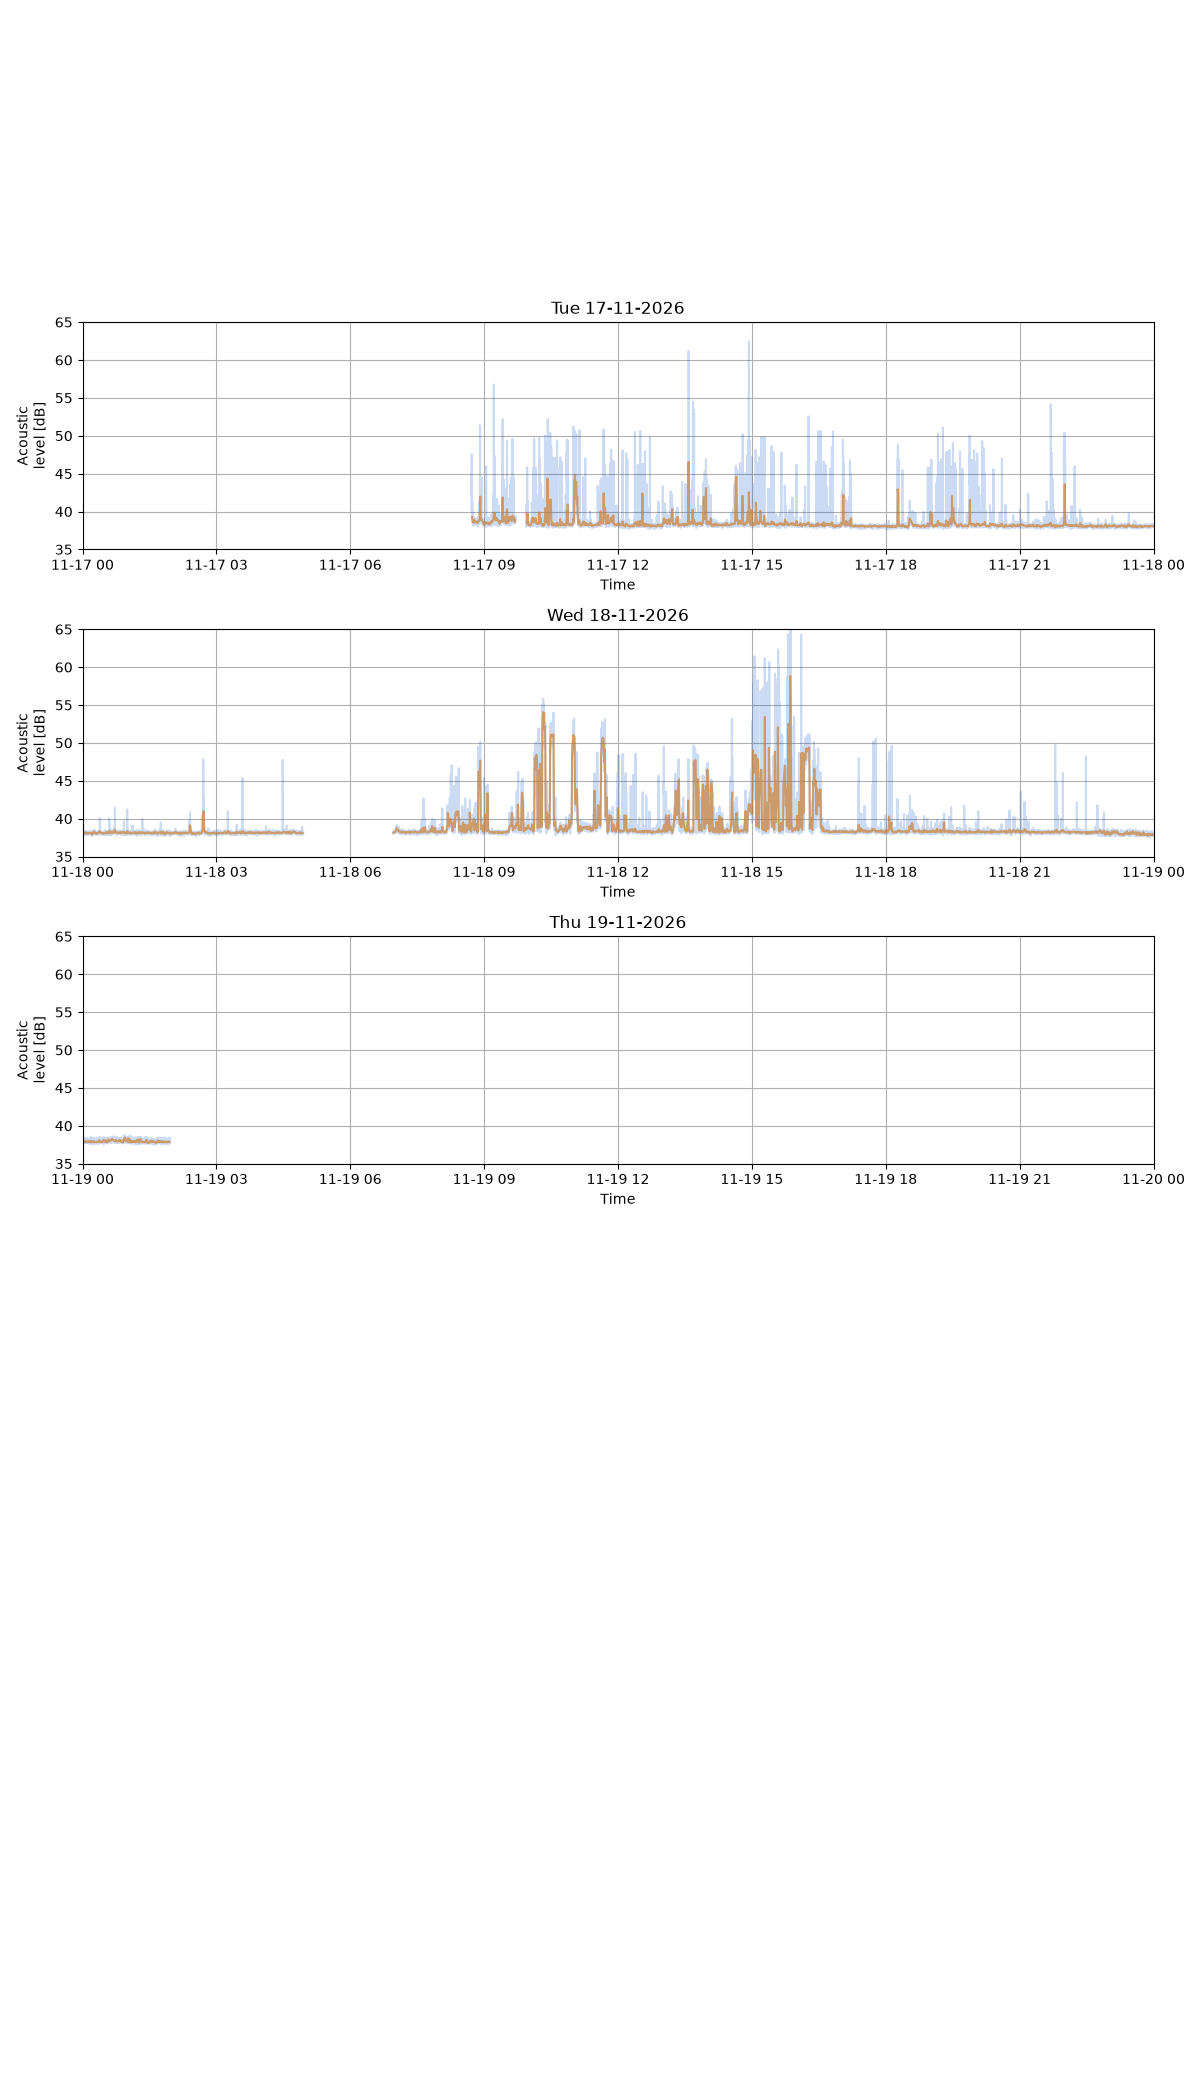 Tue 17-11-2026
65
60
55
50
45
40
35
Acoustic
level [dB]
11-17 00 11-17 03 11-17 06 11-17 09 11-17 12 11-17 15 11-17 18 11-17 21 11-18 00
Time
Wed 18-11-2026
65
60
55
50
45
40
35
Acoustic
level [dB]
11-18 00 11-18 03 11-18 06 11-18 09 11-18 12 11-18 15 11-18 18 11-18 21 11-19 00
Time
Thu 19-11-2026
65
60
55
50
45
40
35
Acoustic
level [dB]
11-19 00 11-19 03 11-19 06 11-19 09 11-19 12 11-19 15 11-19 18 11-19 21 11-20 00
Time